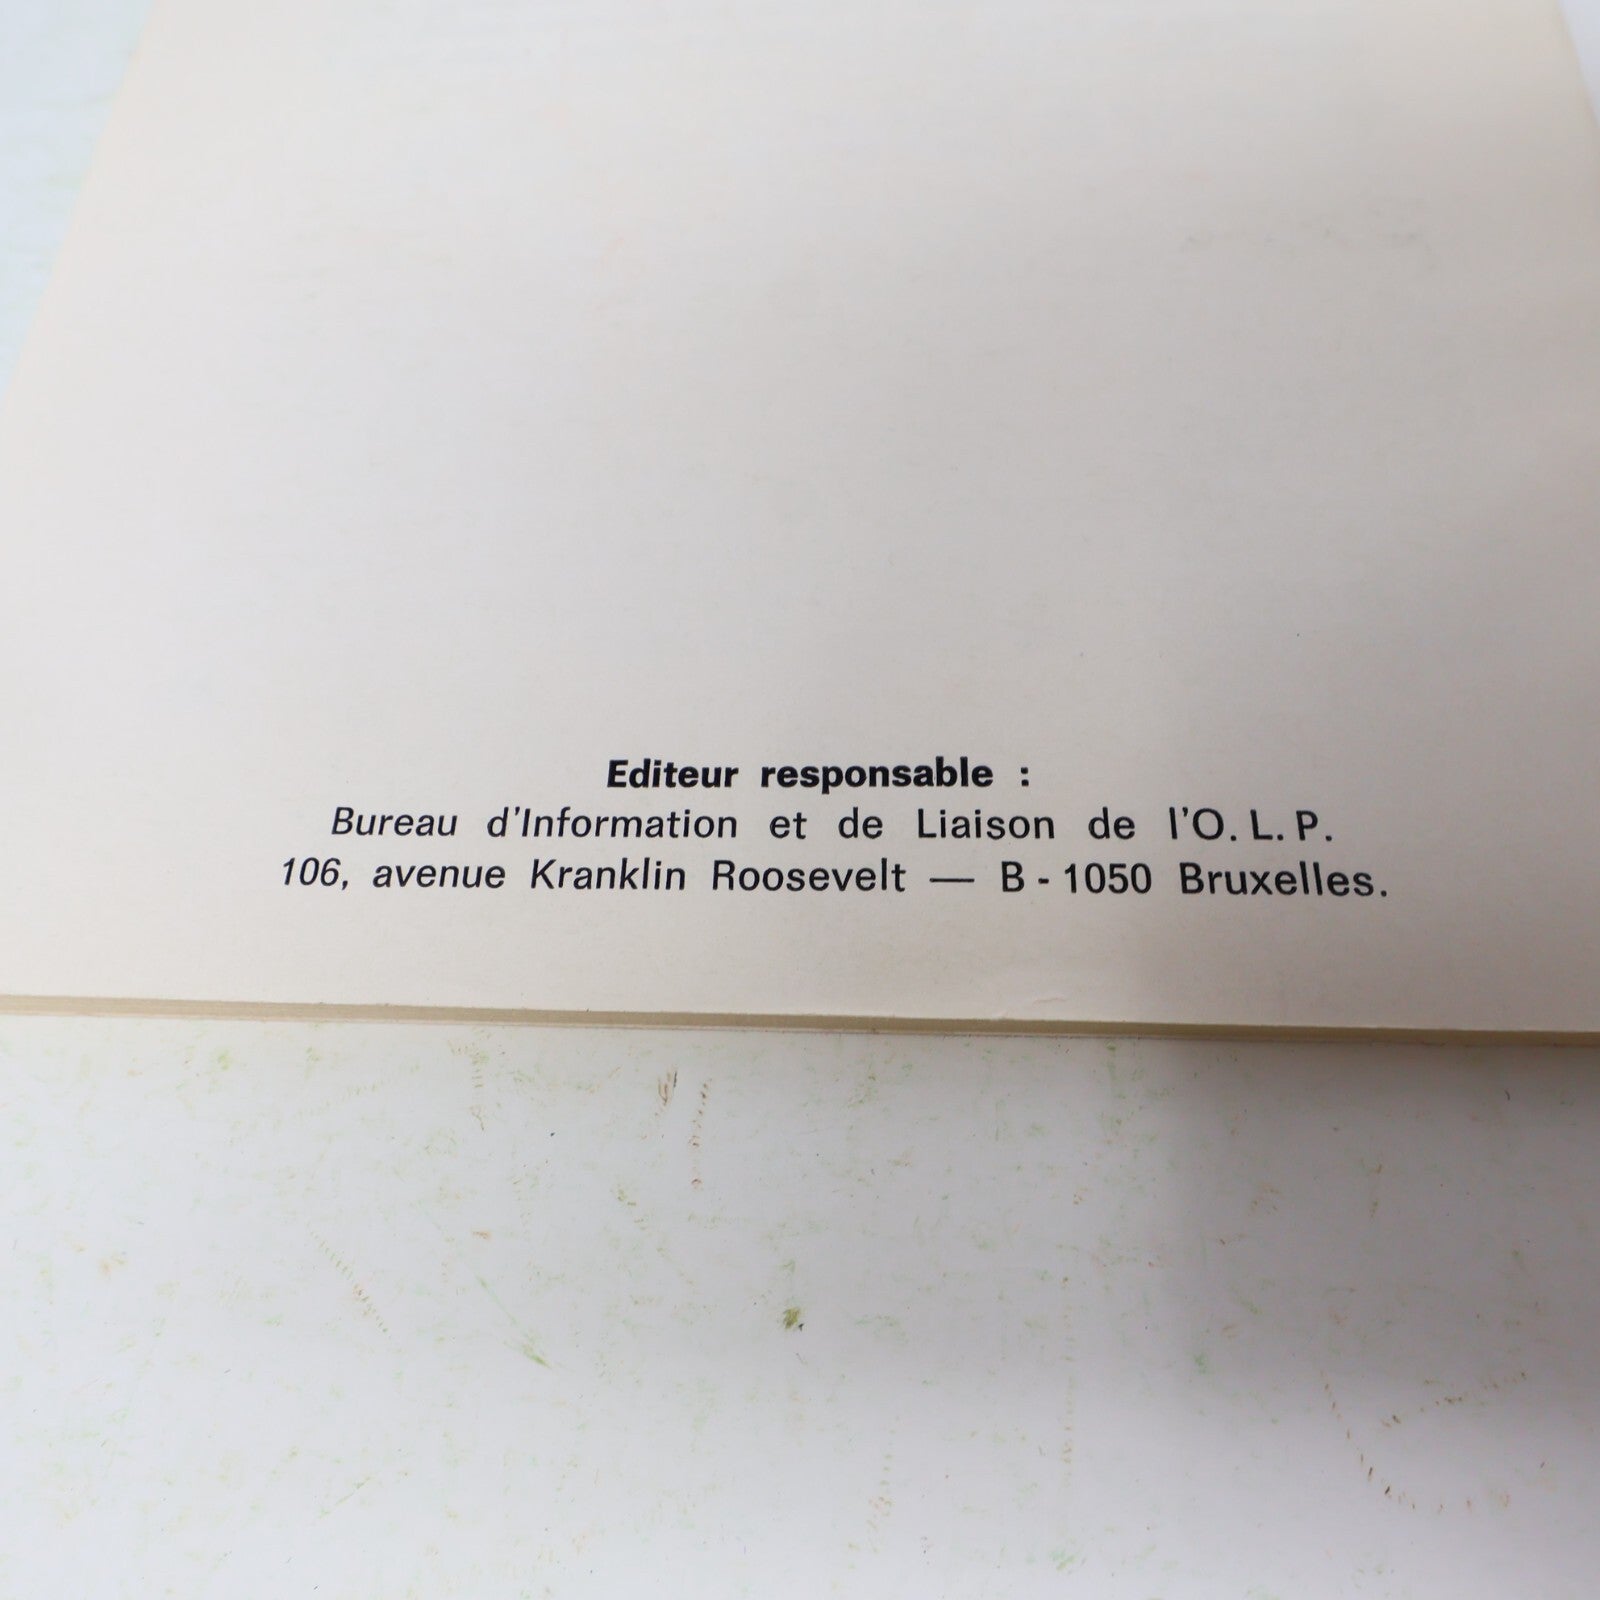 Editeur responsable :
Bureau d'Information et de Liaison de l'O. L. P.
106, avenue Kranklin Roosevelt — B - 1050 Bruxelles.